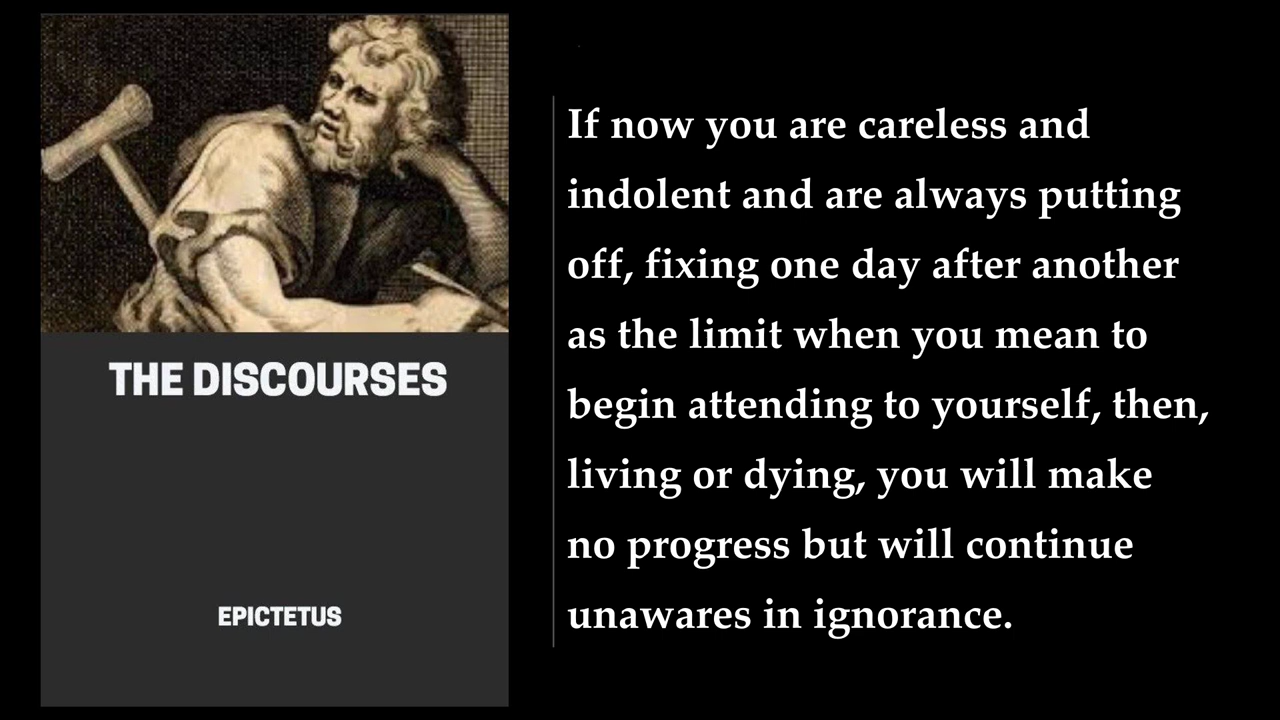 THE DISCOURSES
EPICTETUS
If now you are careless and
indolent and are always putting
off, fixing one day after another
as the limit when you mean to
begin attending to yourself, then,
living or dying, you will make
no progress but will continue
unawares in ignorance.